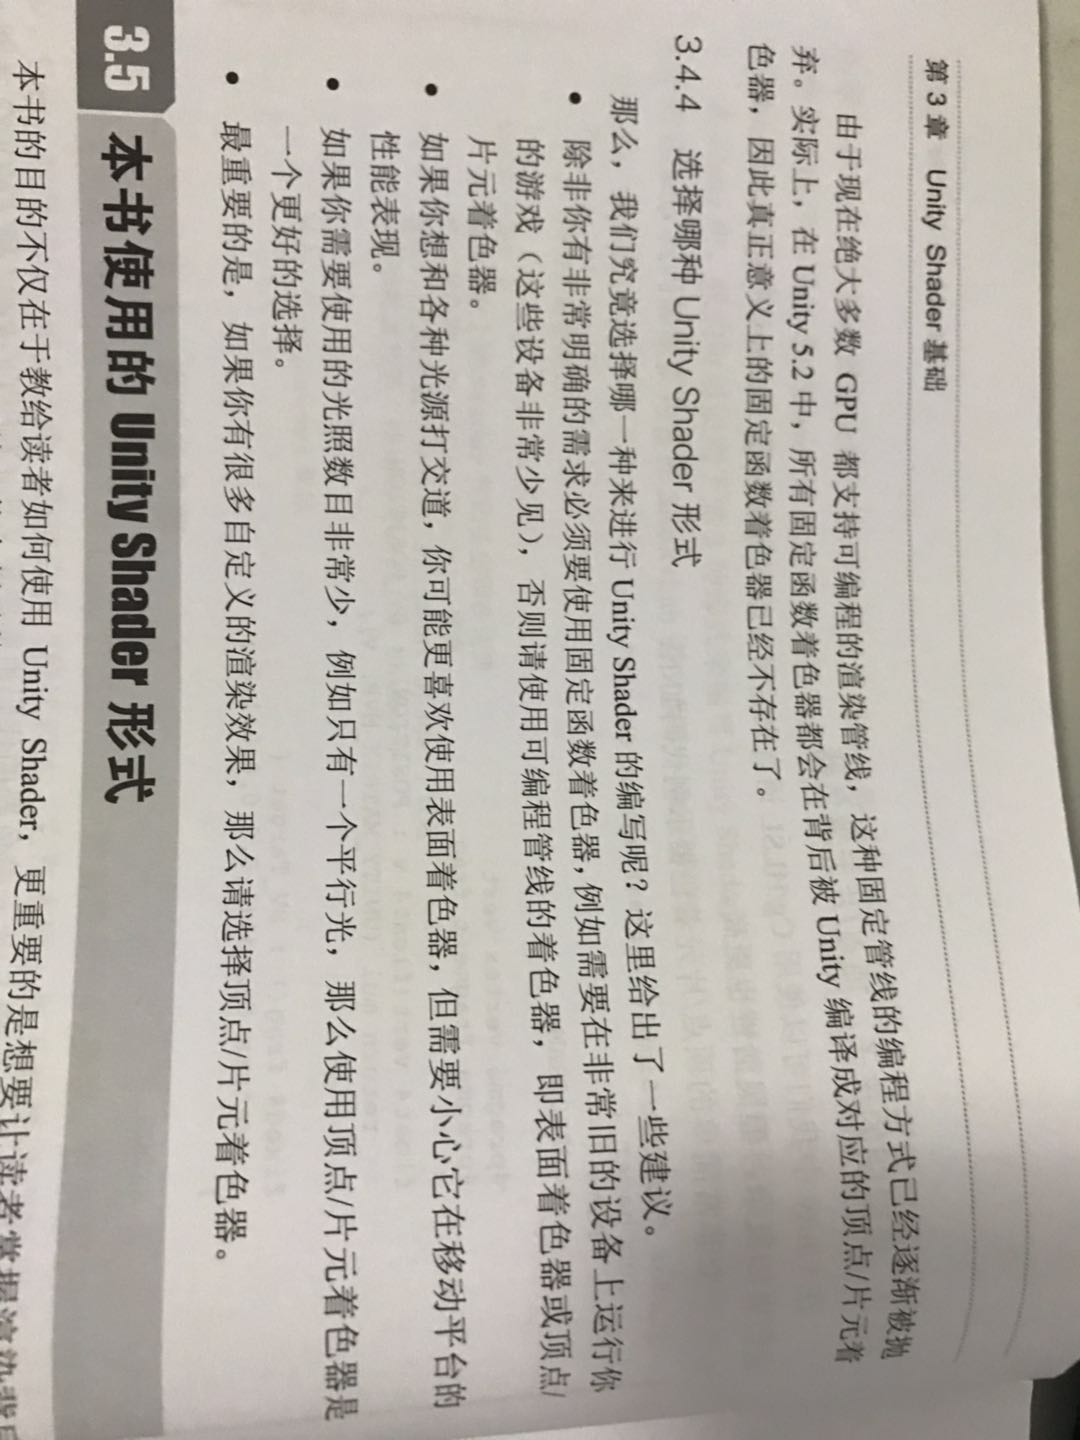 第 3 章 Unity Shader 基础
由于现在绝大多数 GPU 都支持可编程的渲染管线，这种固定管线的编程方式已经逐渐被抛
弃。实际上，在 Unity 5.2 中，所有固定函数着色器都会在背后被 Unity 编译成对应的顶点/片元着
色器，因此真正意义上的固定函数着色器已经不存在了。
3.4.4 选择哪种 Unity Shader 形式
那么，我们究竟选择哪一种来进行 Unity Shader 的编写呢？这里给出了一些建议。
• 除非你有非常明确的需求必须要使用固定函数着色器，例如需要在非常旧的设备上运行你
的游戏（这些设备非常少见），否则请使用可编程管线的着色器，即表面着色器或顶点/
片元着色器。
• 如果你想和各种光源打交道，你可能更喜欢使用表面着色器，但需要小心它在移动平台的
性能表现。
• 如果你需要使用的光照数目非常少，例如只有一个平行光，那么使用顶点/片元着色器是
一个更好的选择。
• 最重要的是，如果你有很多自定义的渲染效果，那么请选择顶点/片元着色器。
3.5 本书使用的 Unity Shader 形式
本书的目的不仅在于教给读者如何使用 Unity Shader，更重要的是想要让读者掌握渲染背后